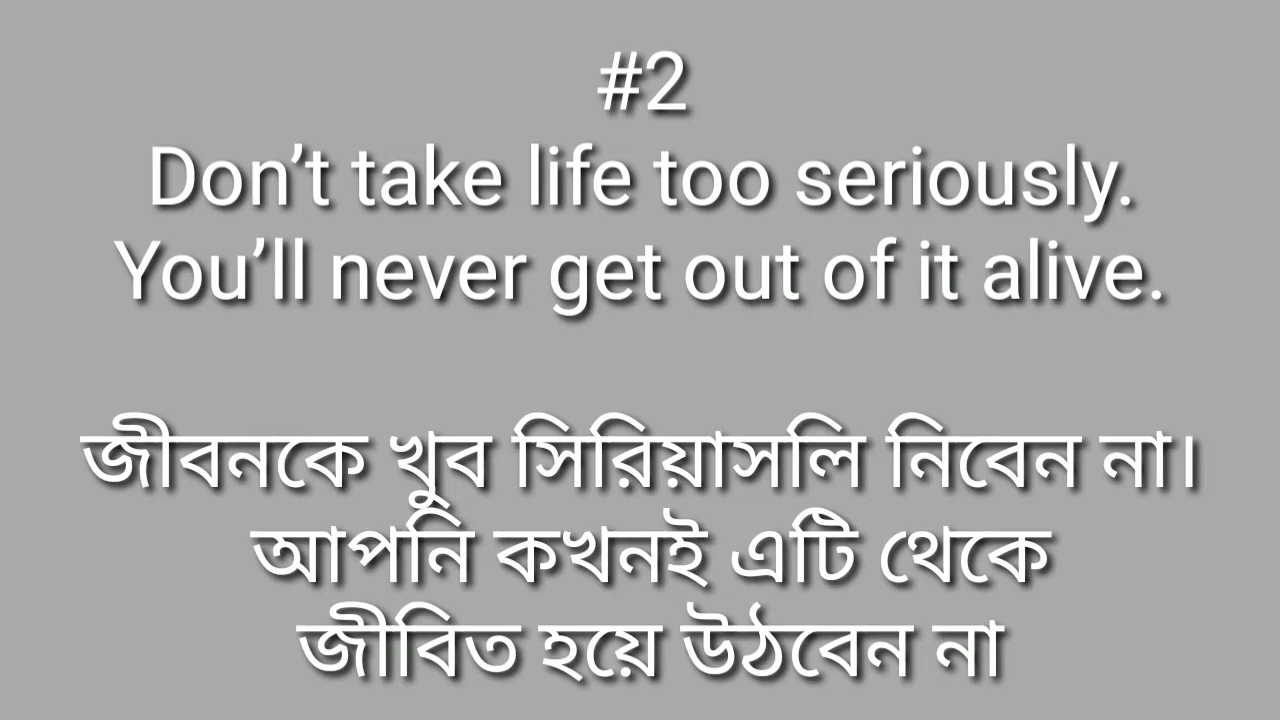 #2
Don’t take life too seriously.
You’ll never get out of it alive.
জীবনকে খুব সিরিয়াসলি নিবেন না।
আপনি কখনই এটি থেকে
জীবিত হয়ে উঠবেন না